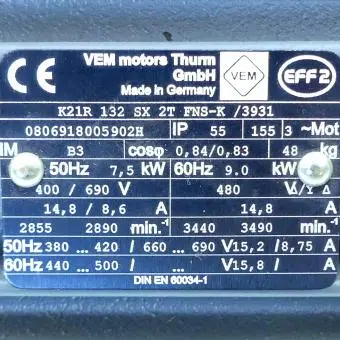 CE VEM motors Thurm GmbH Made in Germany VEM EFF2
K21R 132 SX 2T FNS-K /3931
0806918005902H IP 55 155 3 ~Mot
IM B3 cosφ 0,84/0,83 48 kg
50Hz 7,5 kW 60Hz 9.0 kW
400 / 690 V 480 V Δ/Y Δ
14,8 / 8,6 A 14,8 A
2855 2890 min.-1 3440 3490 min.-1
50Hz 380 ... 420 / 660 ... 690 V 15,2 / 8,75 A
60Hz 440 ... 500 / ... V 15,8 / A
DIN EN 60034-1